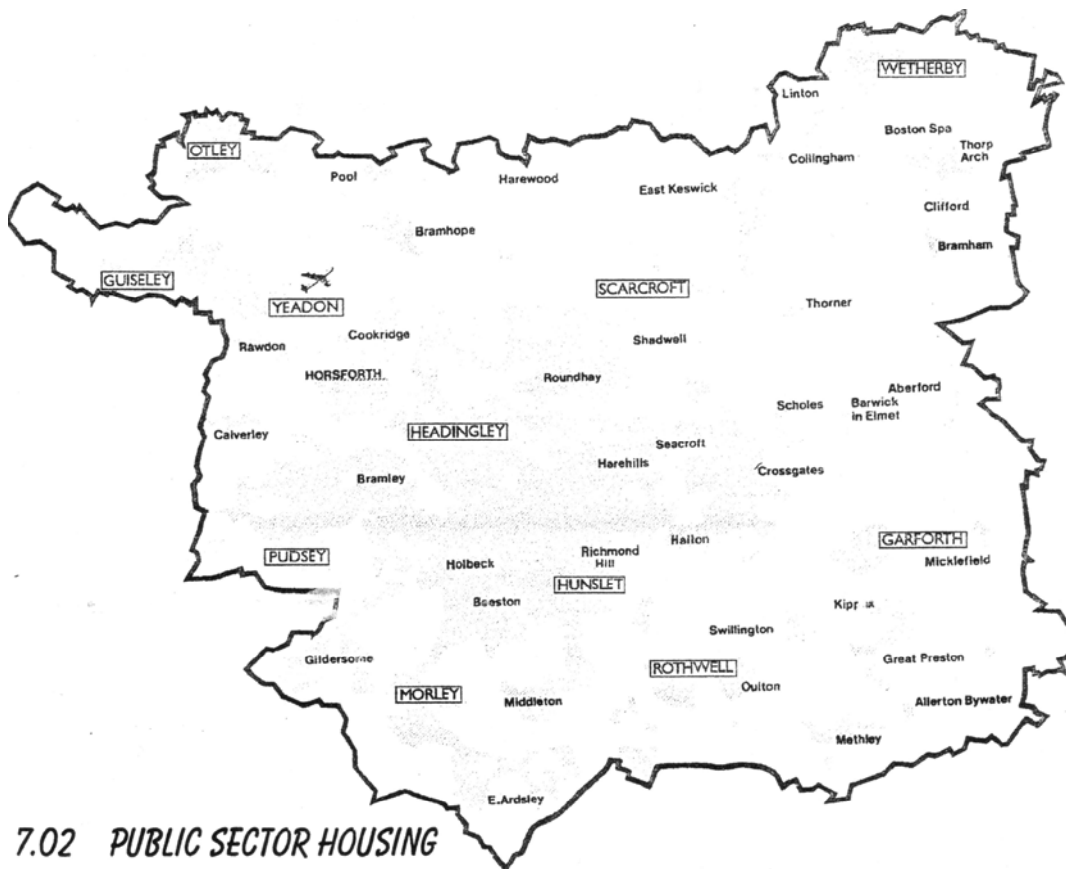 WETHERBY
Linton
Boston Spa
Thorp
Arch
Collingham
OTLEY
Pool
Harewood
East Keswick
Clifford
Bramhope
Bramham
GUISELEY
YEADON
SCARCROFT
Thorner
Cookridge
Rawdon
Shadwell
HORSFORTH
Roundhay
Aberford
Scholes
Barwick
in Elmet
Calverley
HEADINGLEY
Seacroft
Harehills
Crossgates
Bramley
PUDSEY
Holbeck
Richmond
Hill
Halton
GARFORTH
Micklefield
HUNSLET
Beeston
Swillington
Gildersome
ROTHWELL
Great Preston
MORLEY
Middleton
Oulton
Allerton Bywater
Methley
E.Ardsley
7.02 PUBLIC SECTOR HOUSING